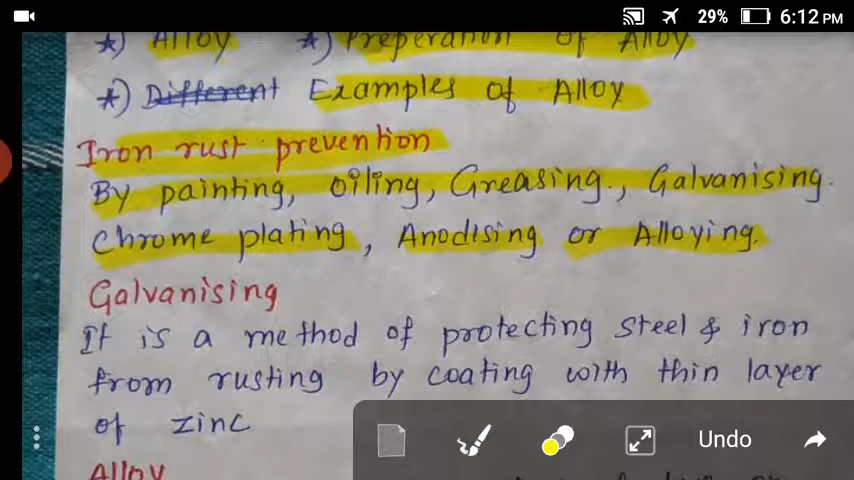 29% 6:12 PM
*) Alloy *) Preperation of Alloy
*) Different Examples of Alloy
Iron rust prevention
By painting, oiling, Greasing., Galvanising.
Chrome plating, Anodising or Alloying.
Galvanising
It is a method of protecting steel & iron
from rusting by coating with thin layer
of zinc
Undo
Alloy